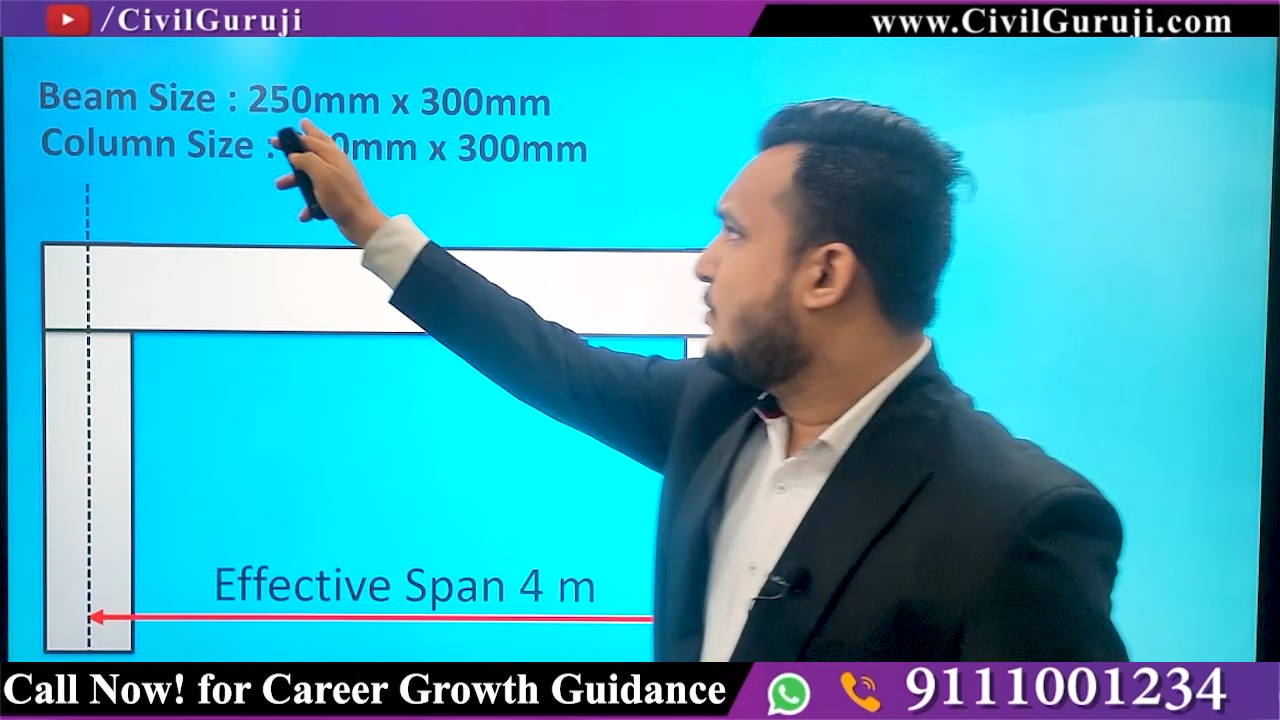 /CivilGuruji
www.CivilGuruji.com
Beam Size : 250mm x 300mm
Column Size : 0mm x 300mm
Effective Span 4 m
Call Now! for Career Growth Guidance
9111001234